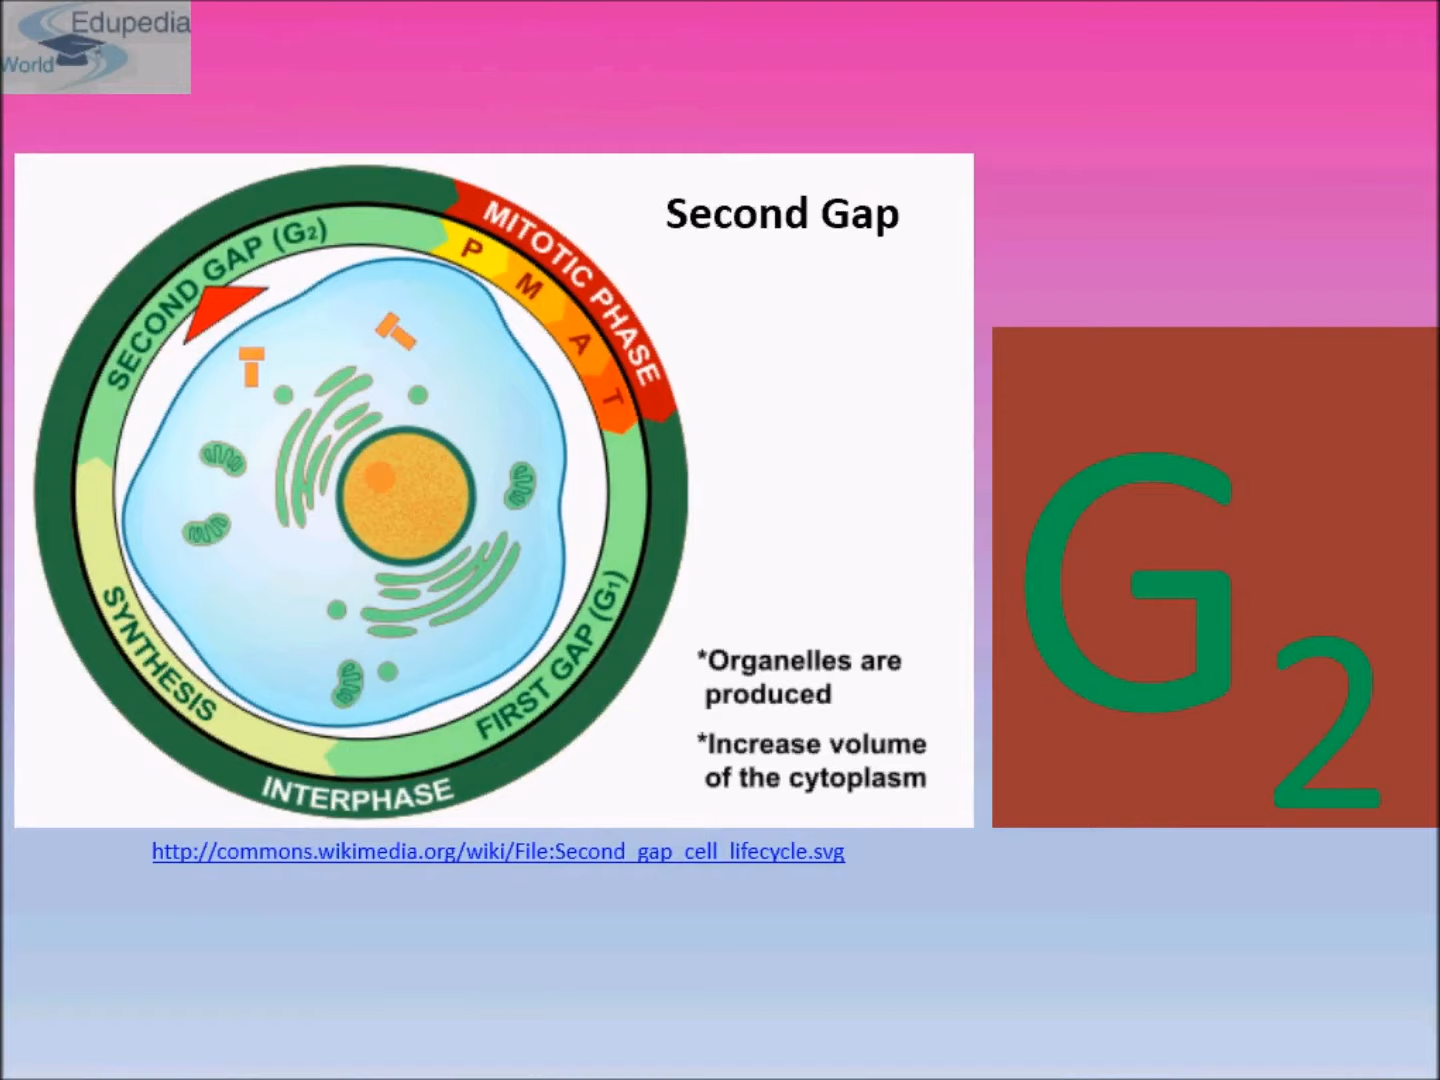 Edupedia
World
Second Gap
MITOTIC PHASE
SECOND GAP (G2)
P
M
A
T
SYNTHESIS
FIRST GAP (G1)
INTERPHASE
*Organelles are
produced
*Increase volume
of the cytoplasm
G2
http://commons.wikimedia.org/wiki/File:Second_gap_cell_lifecycle.svg